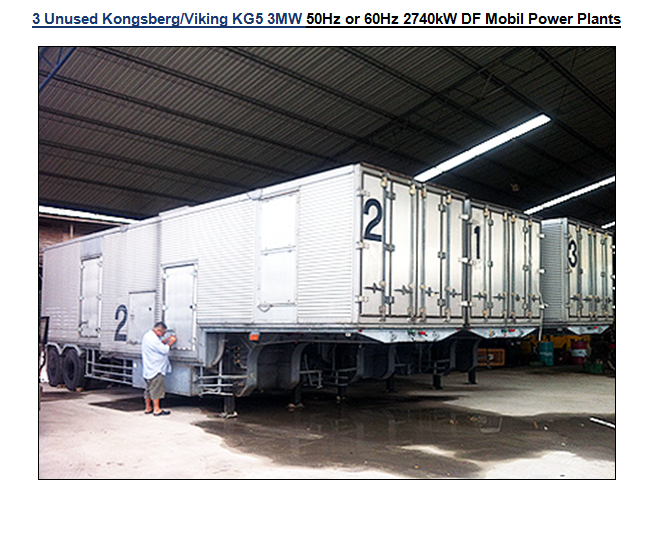 3 Unused Kongsberg/Viking KG5 3MW 50Hz or 60Hz 2740kW DF Mobil Power Plants
2
1
3
2